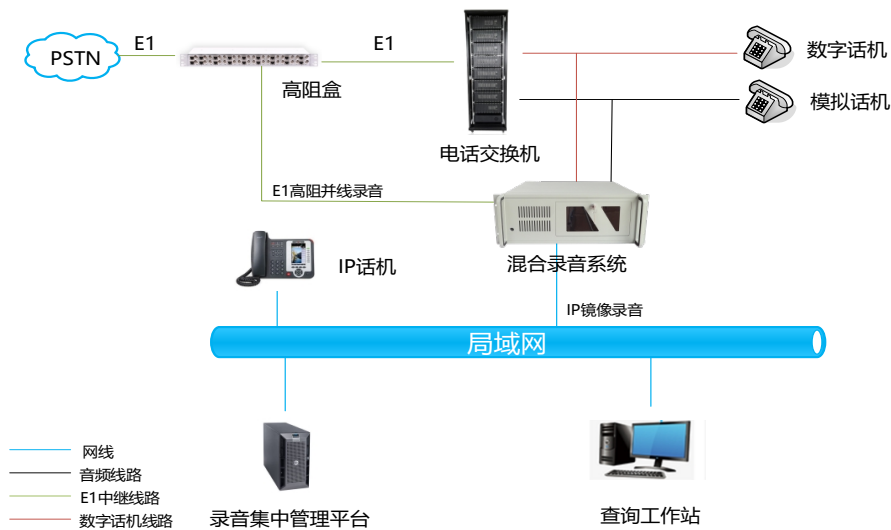 PSTN
E1
E1
高阻盒
电话交换机
数字话机
模拟话机
E1高阻并线录音
混合录音系统
IP话机
IP镜像录音
局域网
录音集中管理平台
查询工作站
网线
音频线路
E1中继线路
数字话机线路